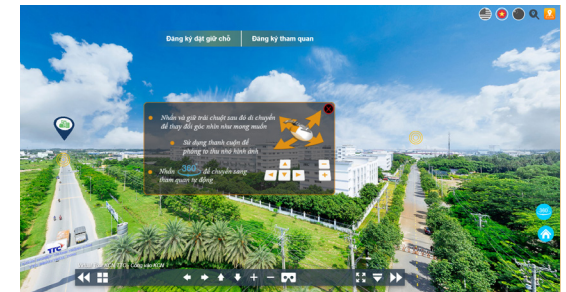 Đăng ký đặt giữ chỗ
Đăng ký tham quan
Nhấn và giữ trái chuột sau đó di chuyển
để thay đổi góc nhìn như mong muốn
Sử dụng thanh cuộn để
phóng to thu nhỏ hình ảnh
Nhấn 360° để chuyển sang
tham quan tự động
TTC